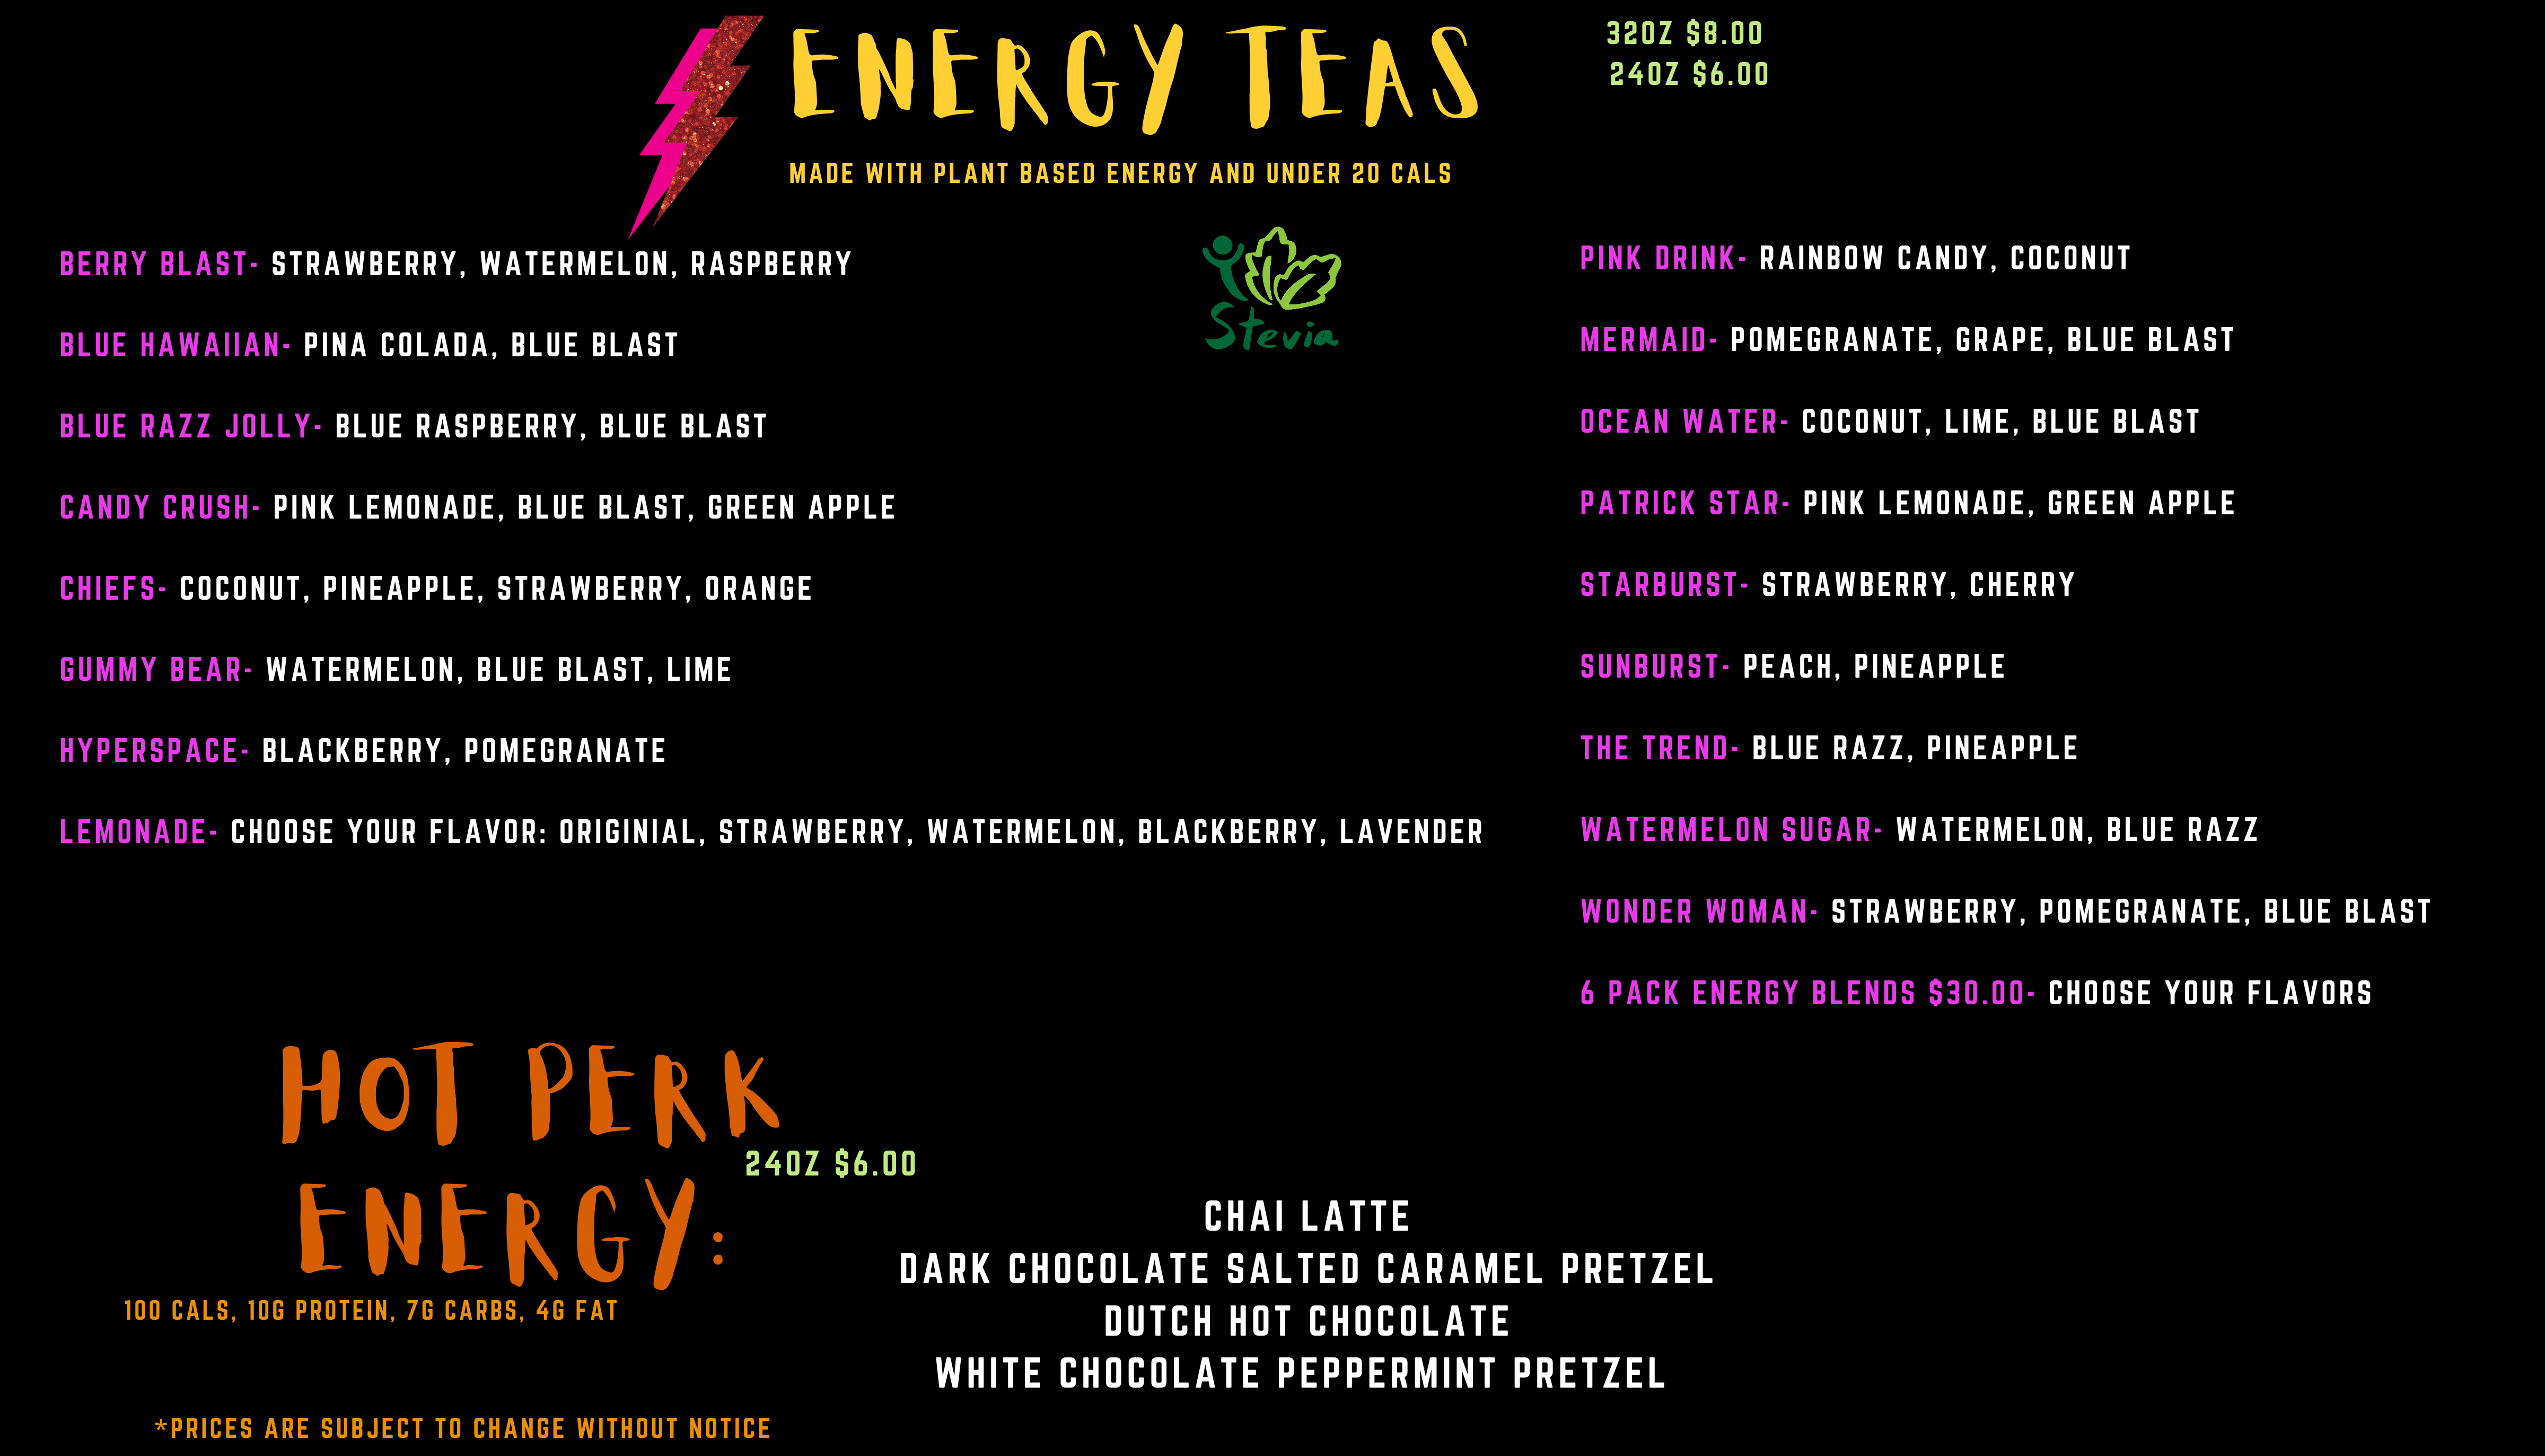 ENERGY TEAS
32OZ $8.00
24OZ $6.00
MADE WITH PLANT BASED ENERGY AND UNDER 20 CALS
Stevia
BERRY BLAST- STRAWBERRY, WATERMELON, RASPBERRY
BLUE HAWAIIAN- PINA COLADA, BLUE BLAST
BLUE RAZZ JOLLY- BLUE RASPBERRY, BLUE BLAST
CANDY CRUSH- PINK LEMONADE, BLUE BLAST, GREEN APPLE
CHIEFS- COCONUT, PINEAPPLE, STRAWBERRY, ORANGE
GUMMY BEAR- WATERMELON, BLUE BLAST, LIME
HYPERSPACE- BLACKBERRY, POMEGRANATE
LEMONADE- CHOOSE YOUR FLAVOR: ORIGINIAL, STRAWBERRY, WATERMELON, BLACKBERRY, LAVENDER
PINK DRINK- RAINBOW CANDY, COCONUT
MERMAID- POMEGRANATE, GRAPE, BLUE BLAST
OCEAN WATER- COCONUT, LIME, BLUE BLAST
PATRICK STAR- PINK LEMONADE, GREEN APPLE
STARBURST- STRAWBERRY, CHERRY
SUNBURST- PEACH, PINEAPPLE
THE TREND- BLUE RAZZ, PINEAPPLE
WATERMELON SUGAR- WATERMELON, BLUE RAZZ
WONDER WOMAN- STRAWBERRY, POMEGRANATE, BLUE BLAST
6 PACK ENERGY BLENDS $30.00- CHOOSE YOUR FLAVORS
HOT PERK
ENERGY:
24OZ $6.00
100 CALS, 10G PROTEIN, 7G CARBS, 4G FAT
CHAI LATTE
DARK CHOCOLATE SALTED CARAMEL PRETZEL
DUTCH HOT CHOCOLATE
WHITE CHOCOLATE PEPPERMINT PRETZEL
*PRICES ARE SUBJECT TO CHANGE WITHOUT NOTICE